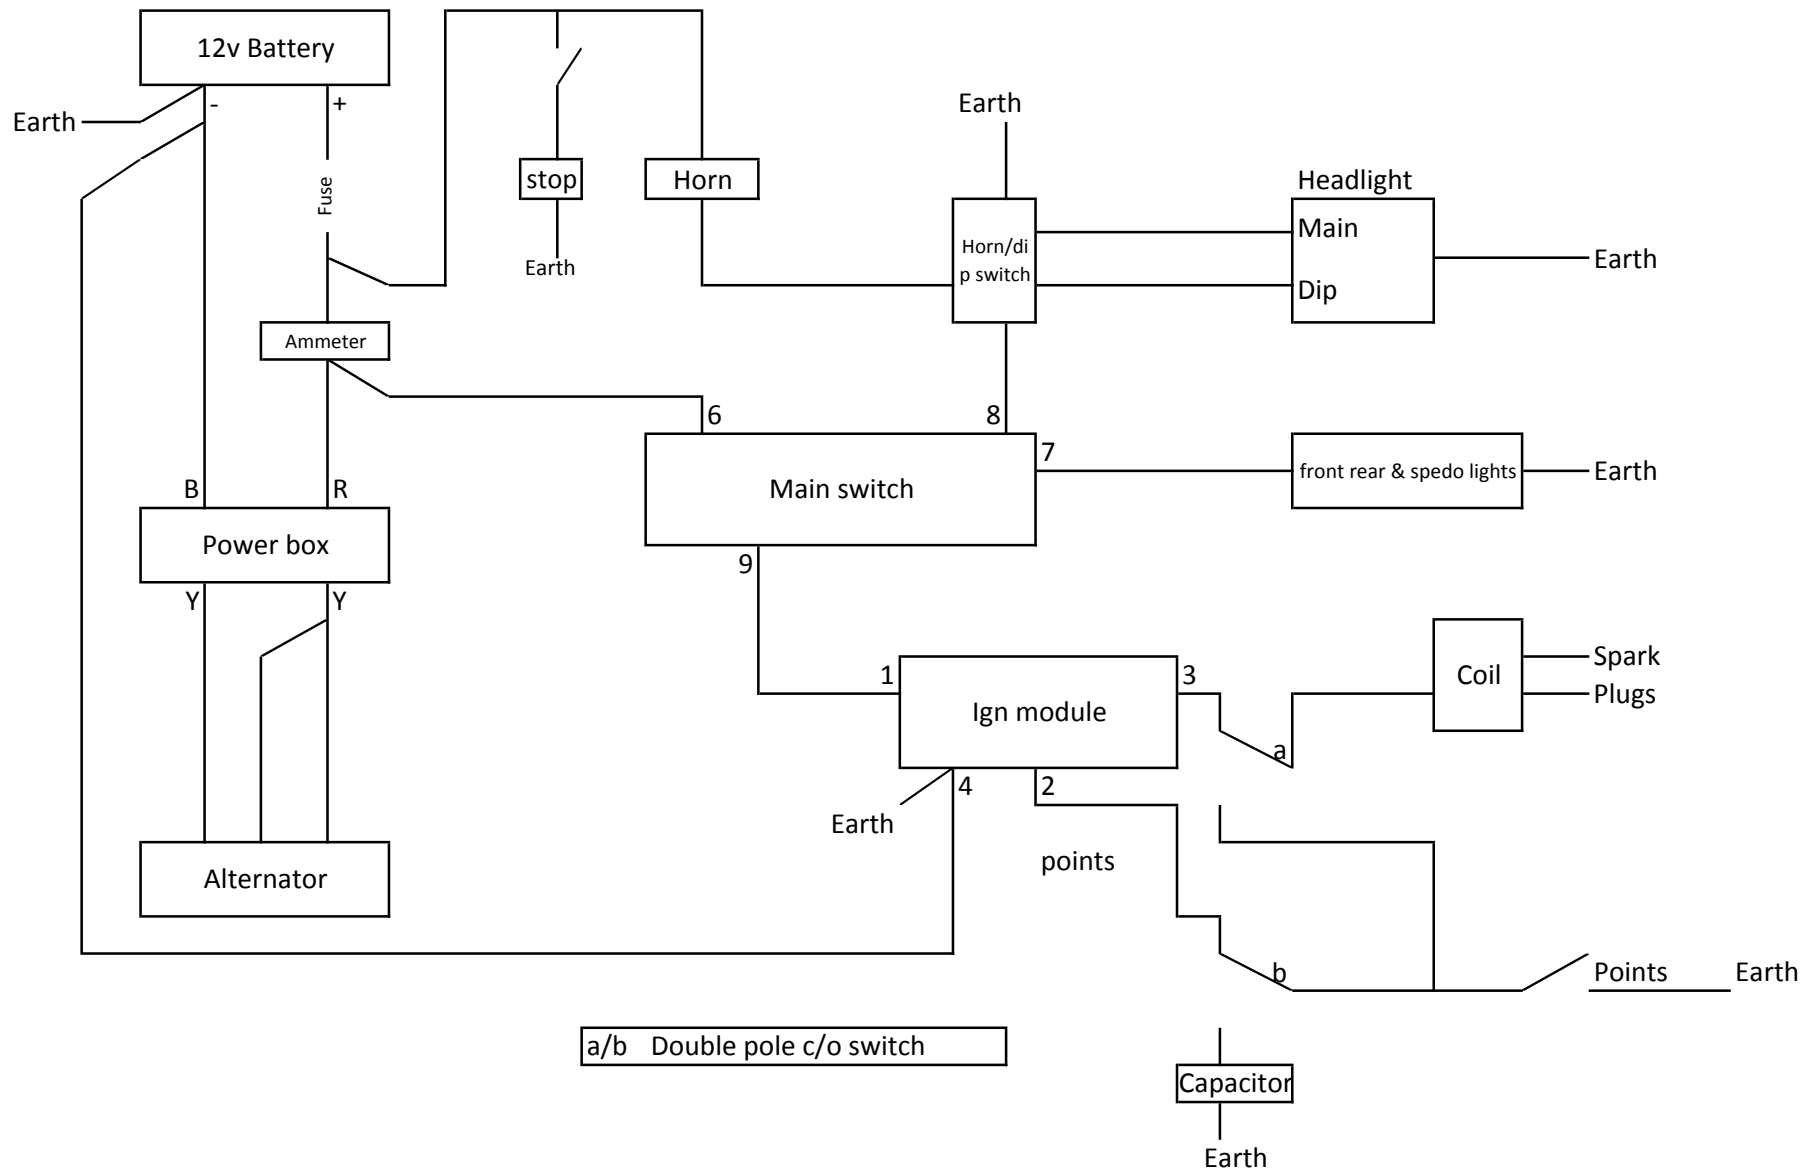 12v Battery
Earth
-
+
Earth
Fuse
stop
Horn
Headlight
Main
Horn/di
p switch
Earth
Earth
Dip
Ammeter
6
8
7
Main switch
front rear & spedo lights
Earth
B
R
Power box
9
Y
Y
1
3
Coil
Spark
Plugs
Ign module
a
4
2
Earth
points
Alternator
b
Points
Earth
a/b Double pole c/o switch
Capacitor
Earth